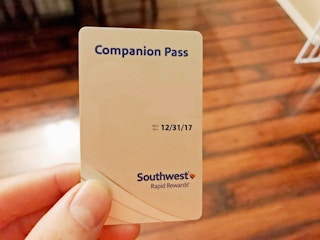 Companion Pass
12/31/17
Southwest
Rapid Rewards®